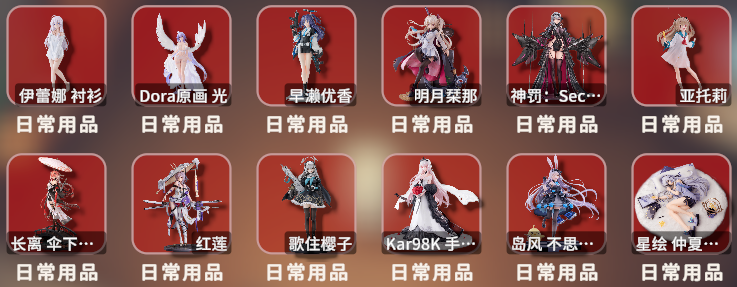 伊蕾娜 衬衫
Dora原画 光
早濑优香
明月栞那
神罚：Sec…
亚托莉
日常用品
日常用品
日常用品
日常用品
日常用品
日常用品
长离 伞下…
红莲
歌住樱子
Kar98K 手…
岛风 不思…
星绘 仲夏…
日常用品
日常用品
日常用品
日常用品
日常用品
日常用品